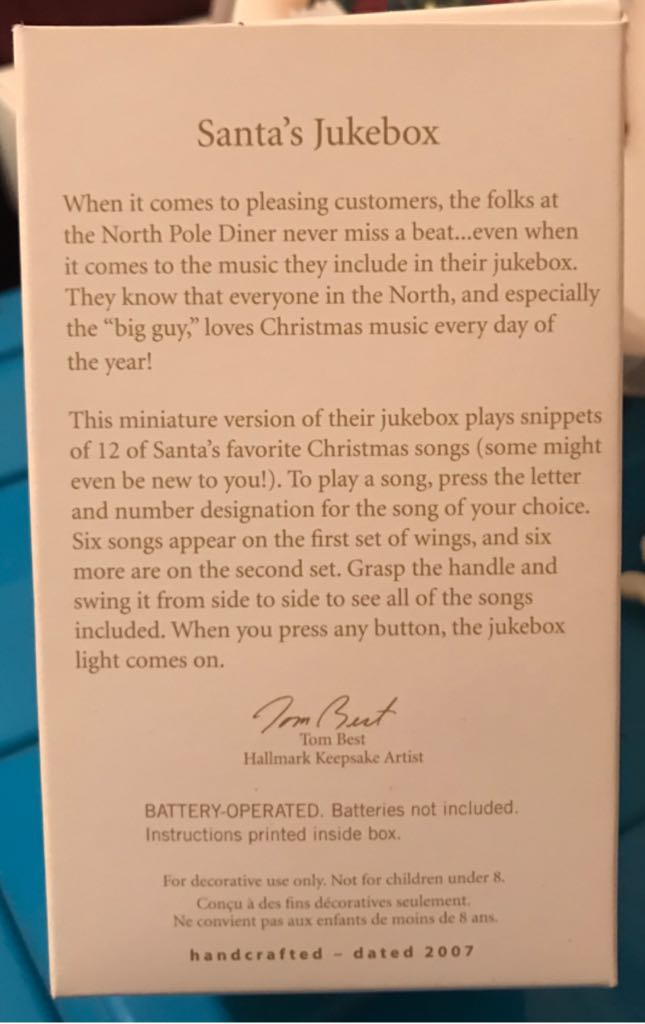 Santa's Jukebox
When it comes to pleasing customers, the folks at
the North Pole Diner never miss a beat...even when
it comes to the music they include in their jukebox.
They know that everyone in the North, and especially
the “big guy,” loves Christmas music every day of
the year!
This miniature version of their jukebox plays snippets
of 12 of Santa's favorite Christmas songs (some might
even be new to you!). To play a song, press the letter
and number designation for the song of your choice.
Six songs appear on the first set of wings, and six
more are on the second set. Grasp the handle and
swing it from side to side to see all of the songs
included. When you press any button, the jukebox
light comes on.
Tom Best
Tom Best
Hallmark Keepsake Artist
BATTERY-OPERATED. Batteries not included.
Instructions printed inside box.
For decorative use only. Not for children under 8.
Conçu à des fins décoratives seulement.
Ne convient pas aux enfants de moins de 8 ans.
handcrafted – dated 2007